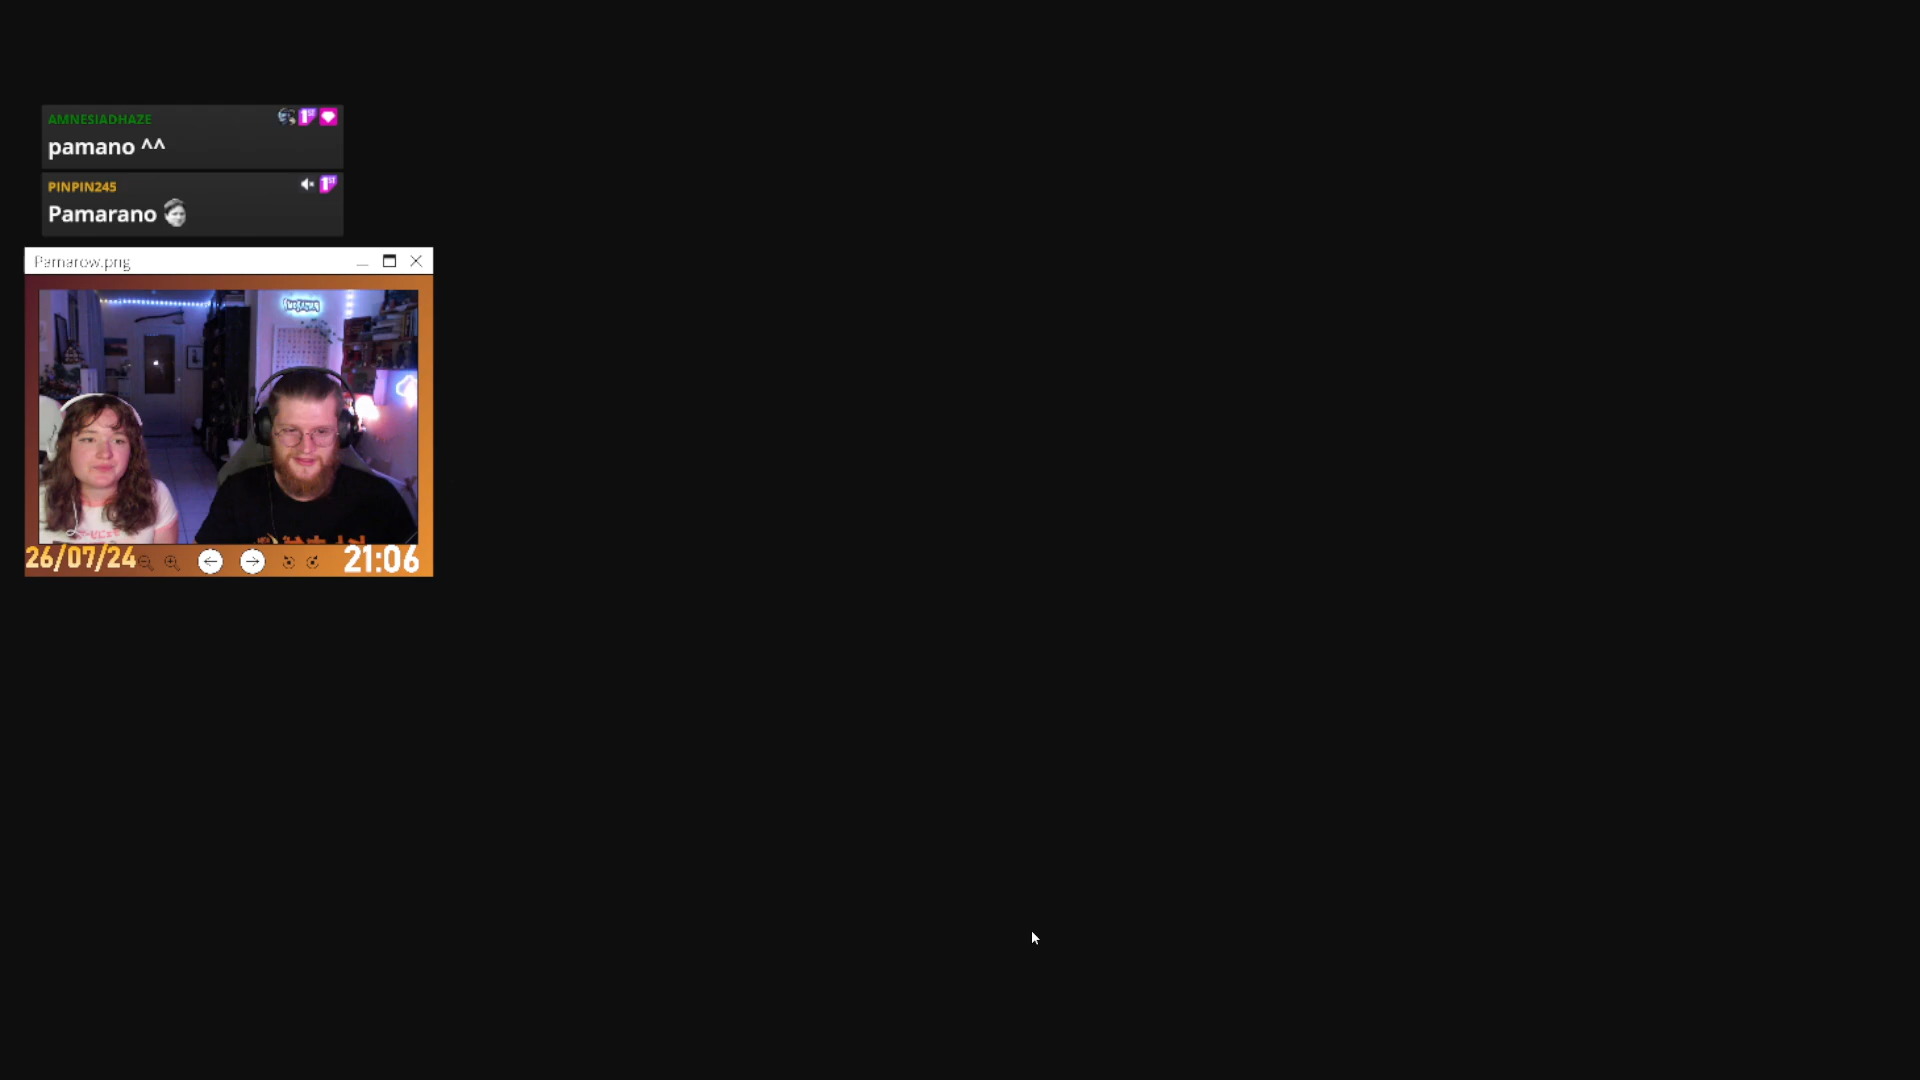 AMNESIADHAZE
pamano ^^
PINPIN245
Pamarano
Pamarow.png
26/07/24
21:06